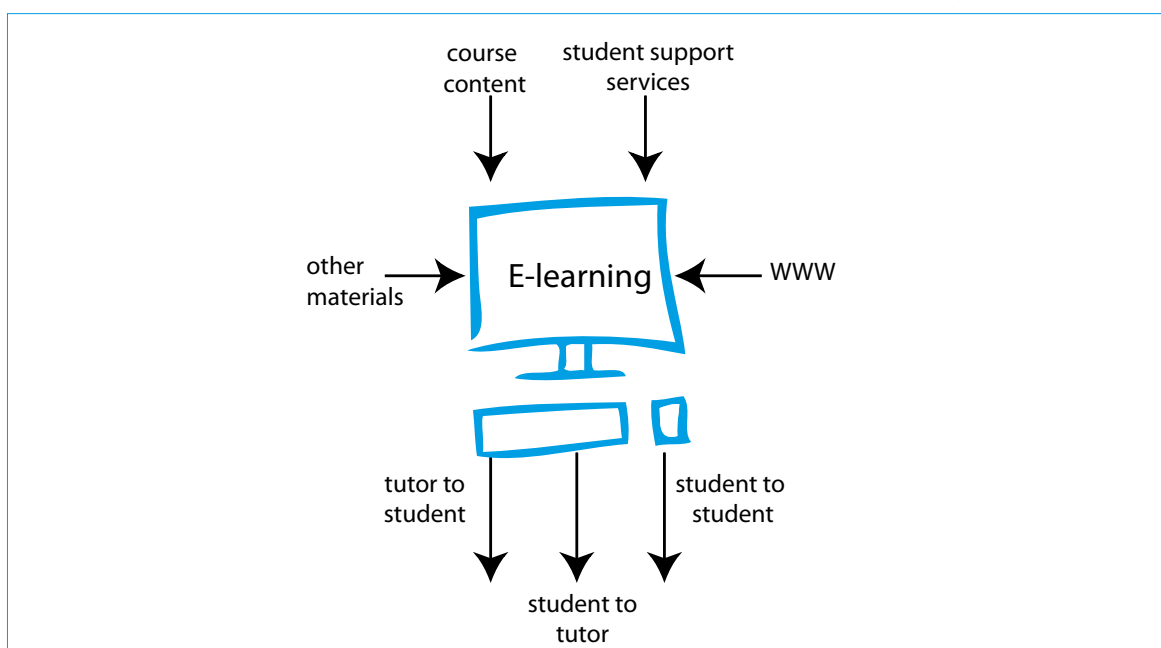 course
content
student support
services
other
materials
E-learning
WWW
tutor to
student
student to
student
student to
tutor